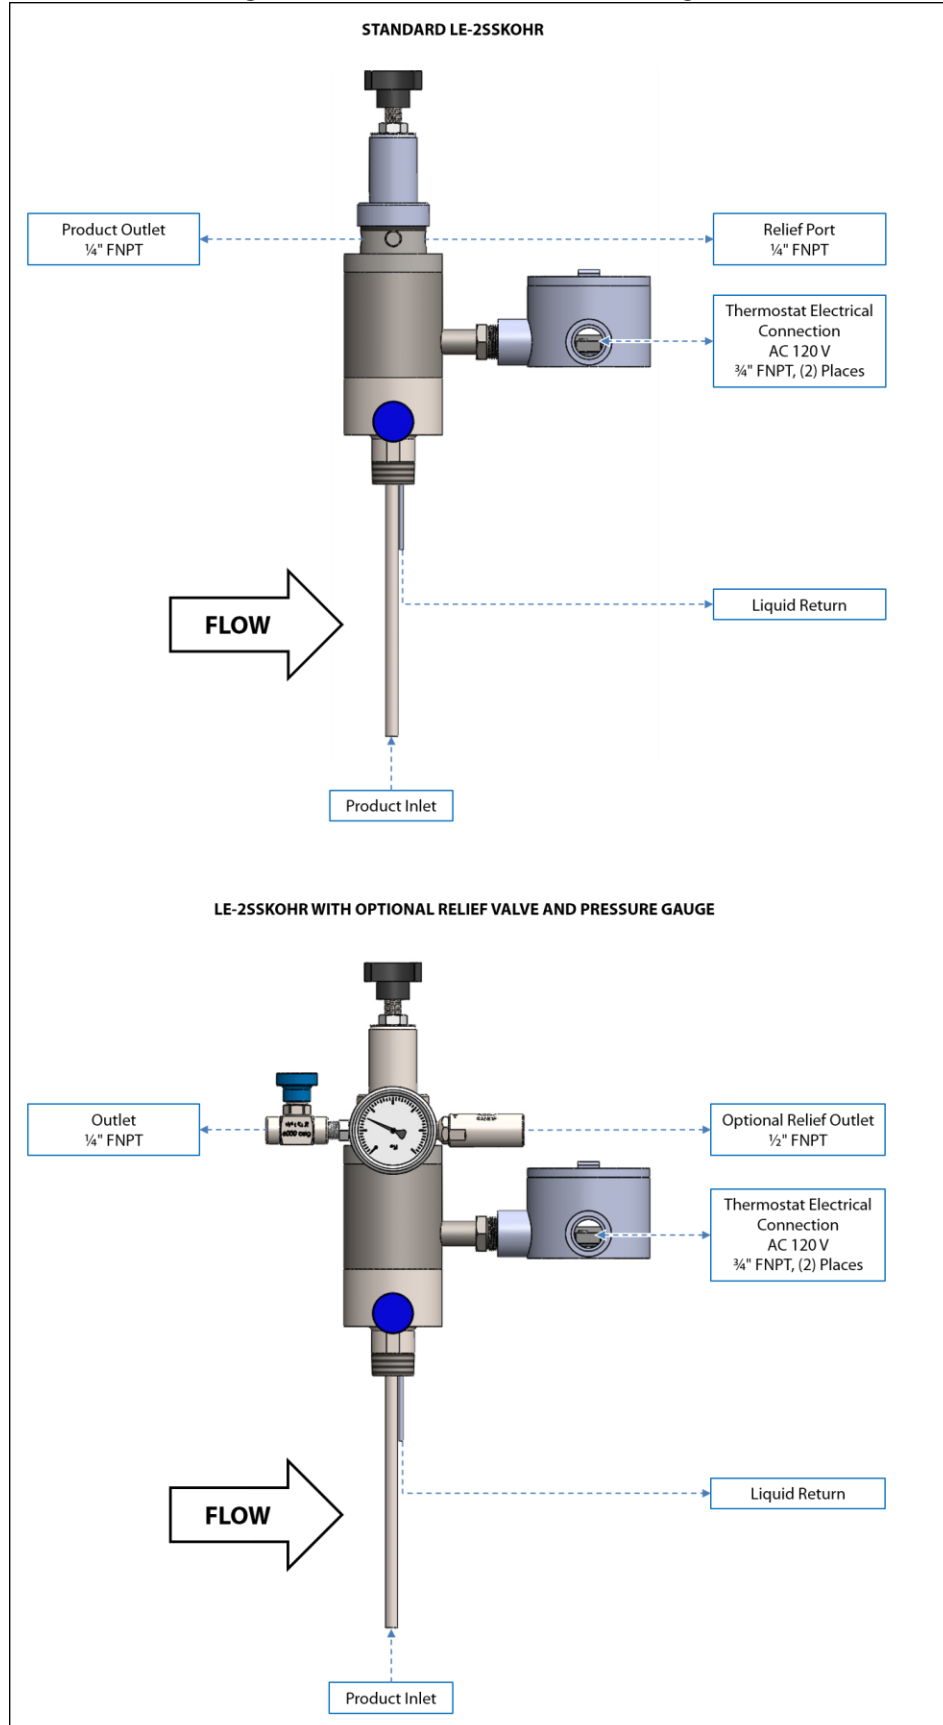 STANDARD LE-2SSKOHR
Product Outlet
¼" FNPT
Relief Port
¼" FNPT
Thermostat Electrical
Connection
AC 120 V
¾" FNPT, (2) Places
FLOW
Liquid Return
Product Inlet
LE-2SSKOHR WITH OPTIONAL RELIEF VALVE AND PRESSURE GAUGE
Outlet
¼" FNPT
Optional Relief Outlet
½" FNPT
Thermostat Electrical
Connection
AC 120 V
¾" FNPT, (2) Places
FLOW
Liquid Return
Product Inlet